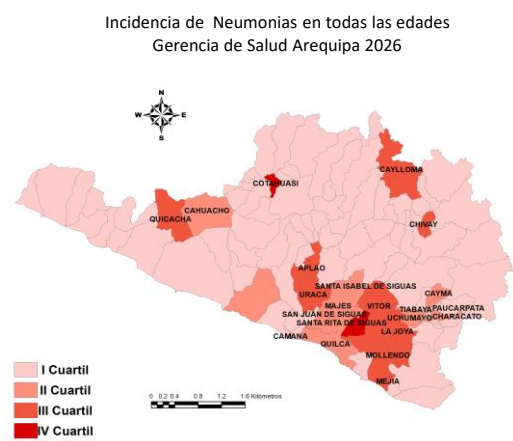 Incidencia de Neumonias en todas las edades
Gerencia de Salud Arequipa 2026
N
W E
S
COTAHUASI
CAYLLOMA
CAHUACHO
QUICACHA
CHIVAY
APLAO
SANTA ISABEL DE SIGUAS
URACA
CAYMA
MAJES
VITOR
TIABAYA
PAUCARPATA
SAN JUAN DE SIGUAS
UCHUMAYO
CHARACATO
SANTA RITA DE SIGUAS
LA JOYA
CAMANA
QUILCA
MOLLENDO
MEJIA
I Cuartil
II Cuartil
III Cuartil
IV Cuartil
0 0.2 0.4 0.8 1.2 1.6 Kilómetros